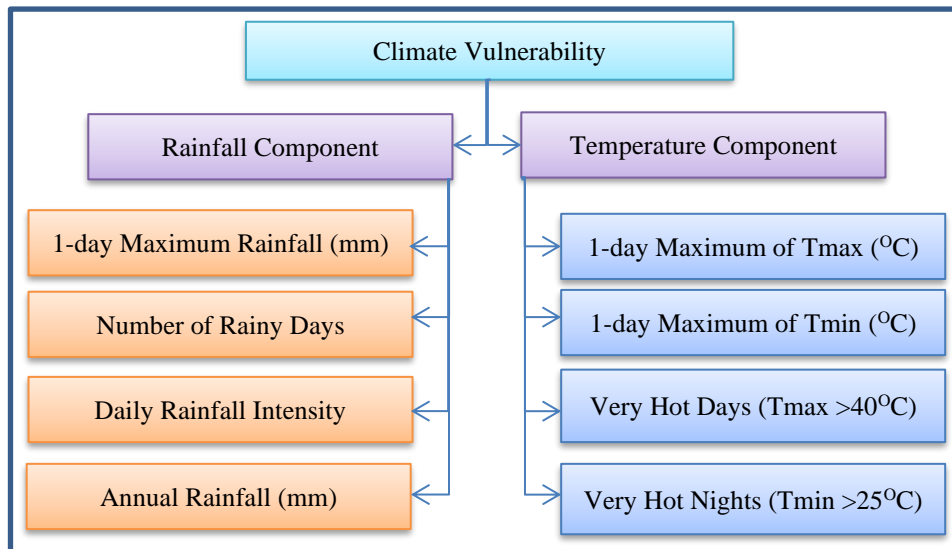 Climate Vulnerability
Rainfall Component
Temperature Component
1-day Maximum Rainfall (mm)
Number of Rainy Days
Daily Rainfall Intensity
Annual Rainfall (mm)
1-day Maximum of Tmax (ᴼC)
1-day Maximum of Tmin (ᴼC)
Very Hot Days (Tmax >40ᴼC)
Very Hot Nights (Tmin >25ᴼC)